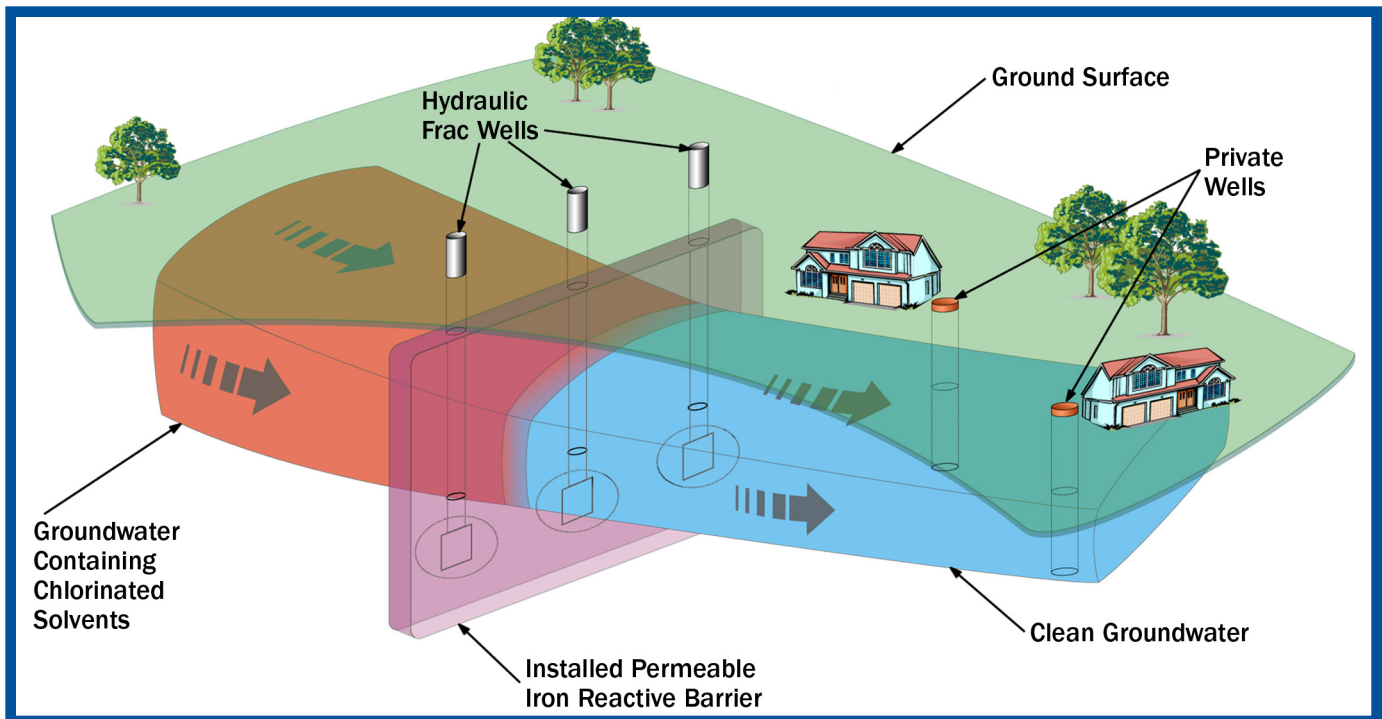 Ground Surface
Hydraulic
Frac Wells
Private
Wells
Groundwater
Containing
Chlorinated
Solvents
Clean Groundwater
Installed Permeable
Iron Reactive Barrier